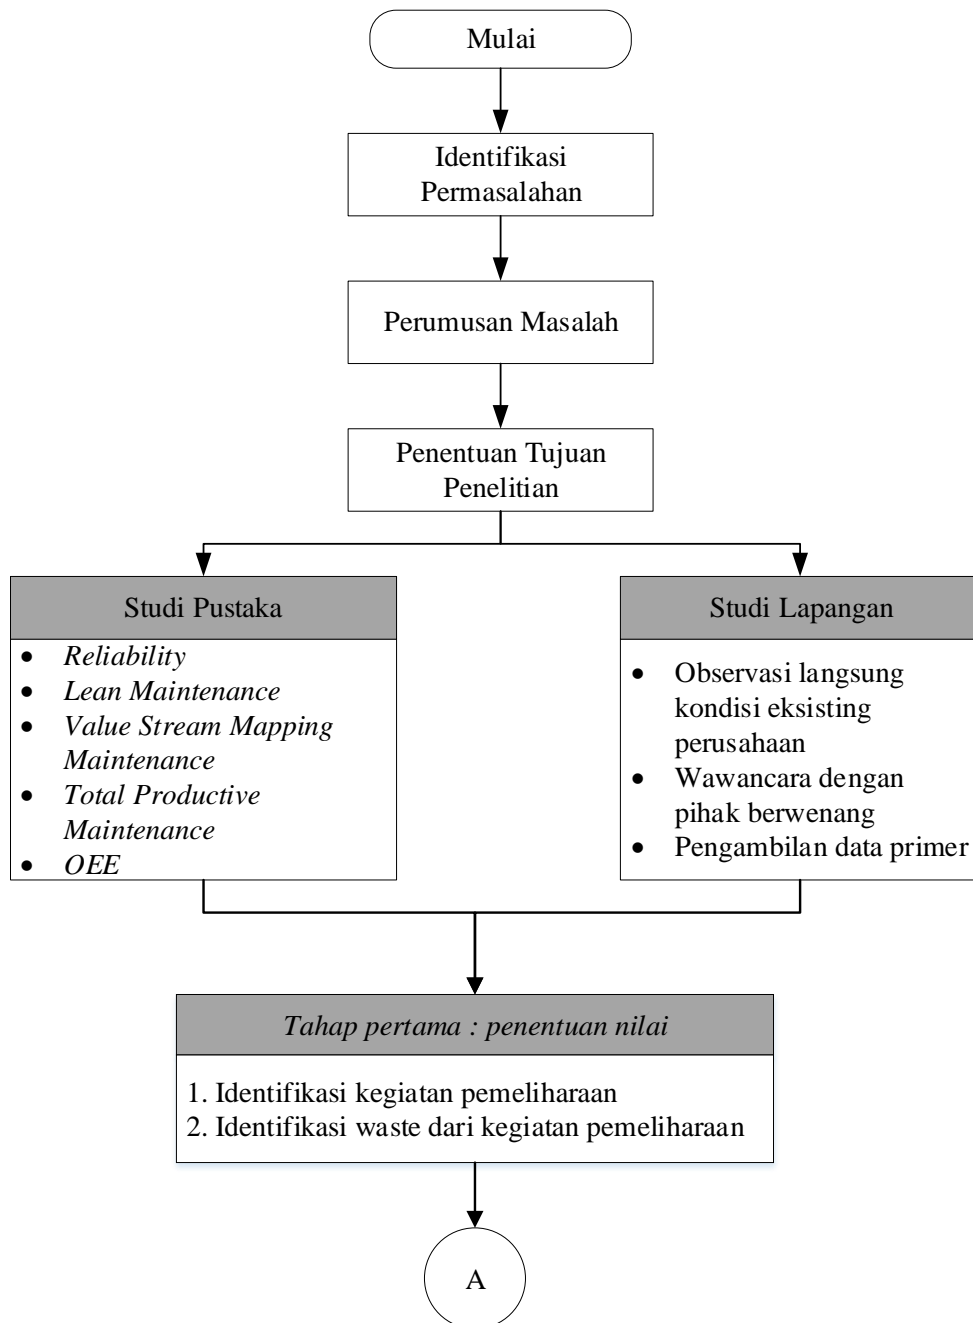 Mulai
Identifikasi
Permasalahan
Perumusan Masalah
Penentuan Tujuan
Penelitian
Studi Pustaka
• Reliability
• Lean Maintenance
• Value Stream Mapping
Maintenance
• Total Productive
Maintenance
• OEE
Studi Lapangan
• Observasi langsung
kondisi eksisting
perusahaan
• Wawancara dengan
pihak berwenang
• Pengambilan data primer
Tahap pertama : penentuan nilai
1. Identifikasi kegiatan pemeliharaan
2. Identifikasi waste dari kegiatan pemeliharaan
A